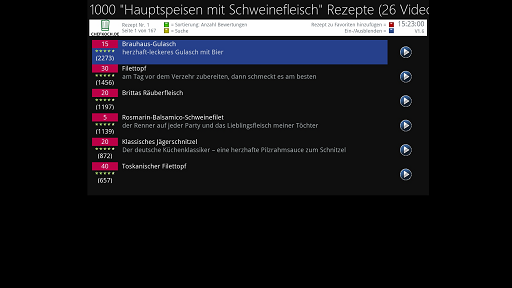 1000 "Hauptspeisen mit Schweinefleisch" Rezepte (26 Video
CHEFKOCH.DE
Rezept Nr. 1
Seite 1 von 167
= Sortierung: Anzahl-Bewertungen
= Suche
Rezept zu Favoriten hinzufügen =
Ein-/Ausblenden =
15:23:00
V1.6
15
(2273)
Brauhaus-Gulasch
herzhaft-leckeres Gulasch mit Bier
30
(1456)
Filettopf
am Tag vor dem Verzehr zubereiten, dann schmeckt es am besten
20
(1197)
Brittas Räuberfleisch
5
(1139)
Rosmarin-Balsamico-Schweinefilet
der Renner auf jeder Party und das Lieblingsfleisch meiner Töchter
20
(872)
Klassisches Jägerschnitzel
Der deutsche Küchenklassiker – eine herzhafte Pilzrahmsauce zum Schnitzel
40
(657)
Toskanischer Filettopf